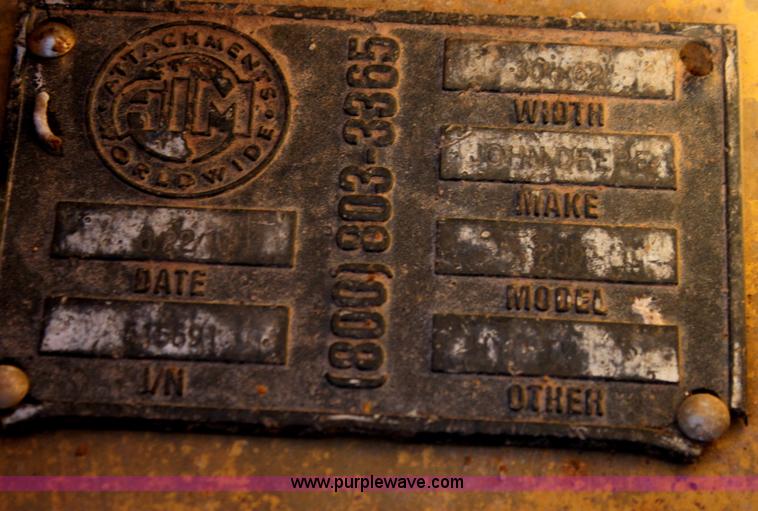 ATTACHMENTS
AIM
WORLDWIDE
DATE
J/N
(800) 803-3365
WIDTH
JOHN DEERE
MAKE
MODEL
OTHER
www.purplewave.com